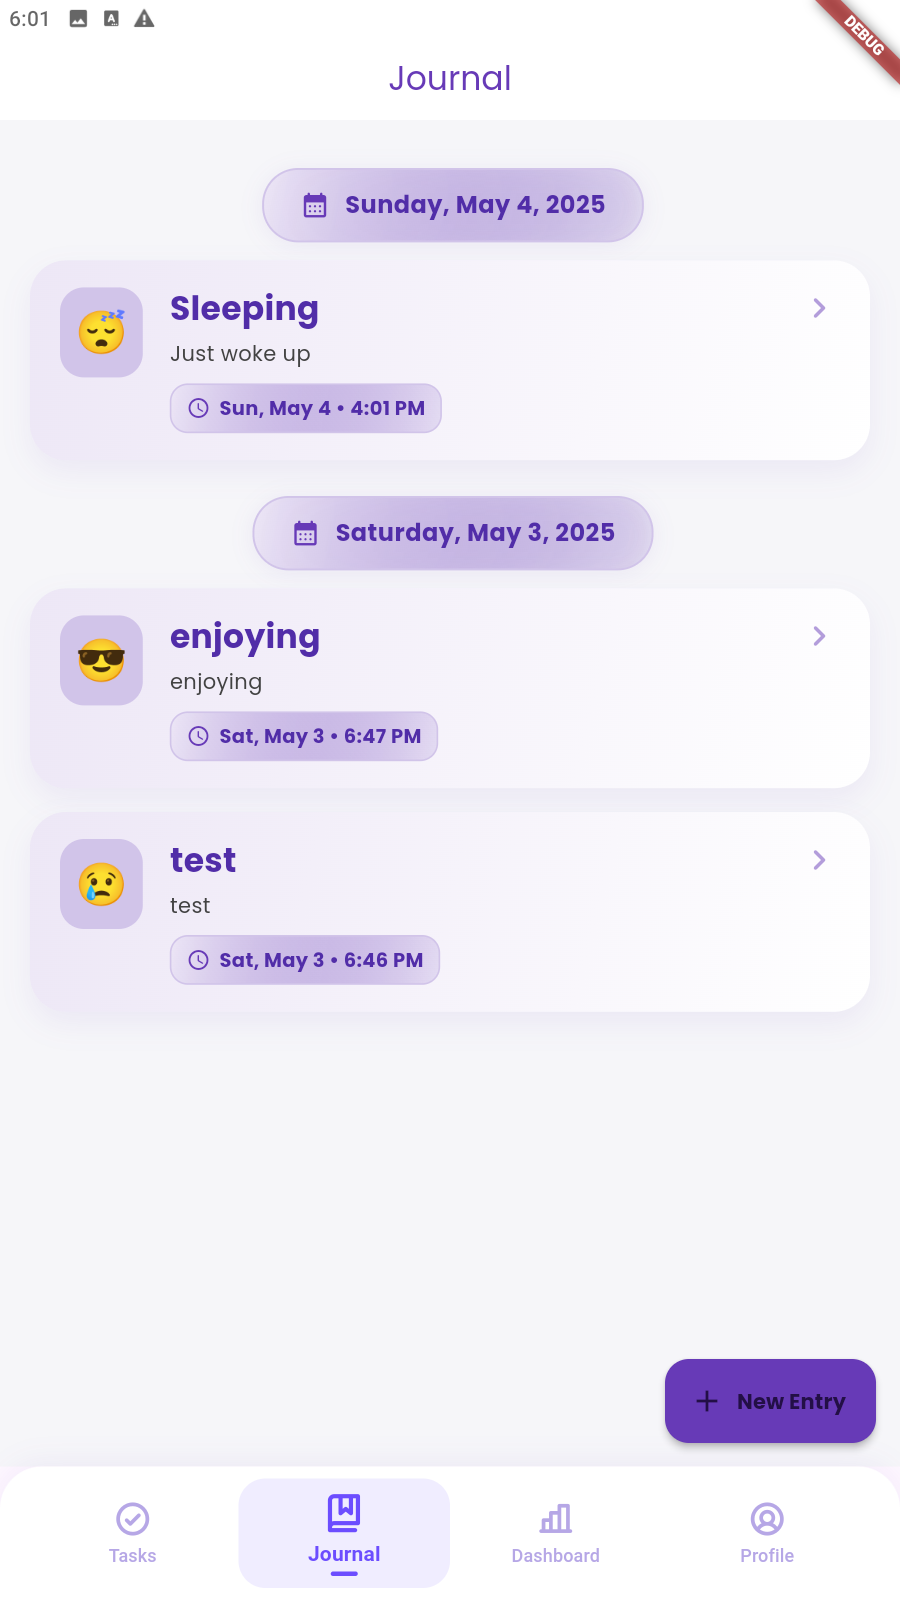 6:01
DEBUG
Journal
Sunday, May 4, 2025
Sleeping
Just woke up
Sun, May 4 • 4:01 PM
Saturday, May 3, 2025
enjoying
enjoying
Sat, May 3 • 6:47 PM
test
test
Sat, May 3 • 6:46 PM
New Entry
Tasks
Journal
Dashboard
Profile